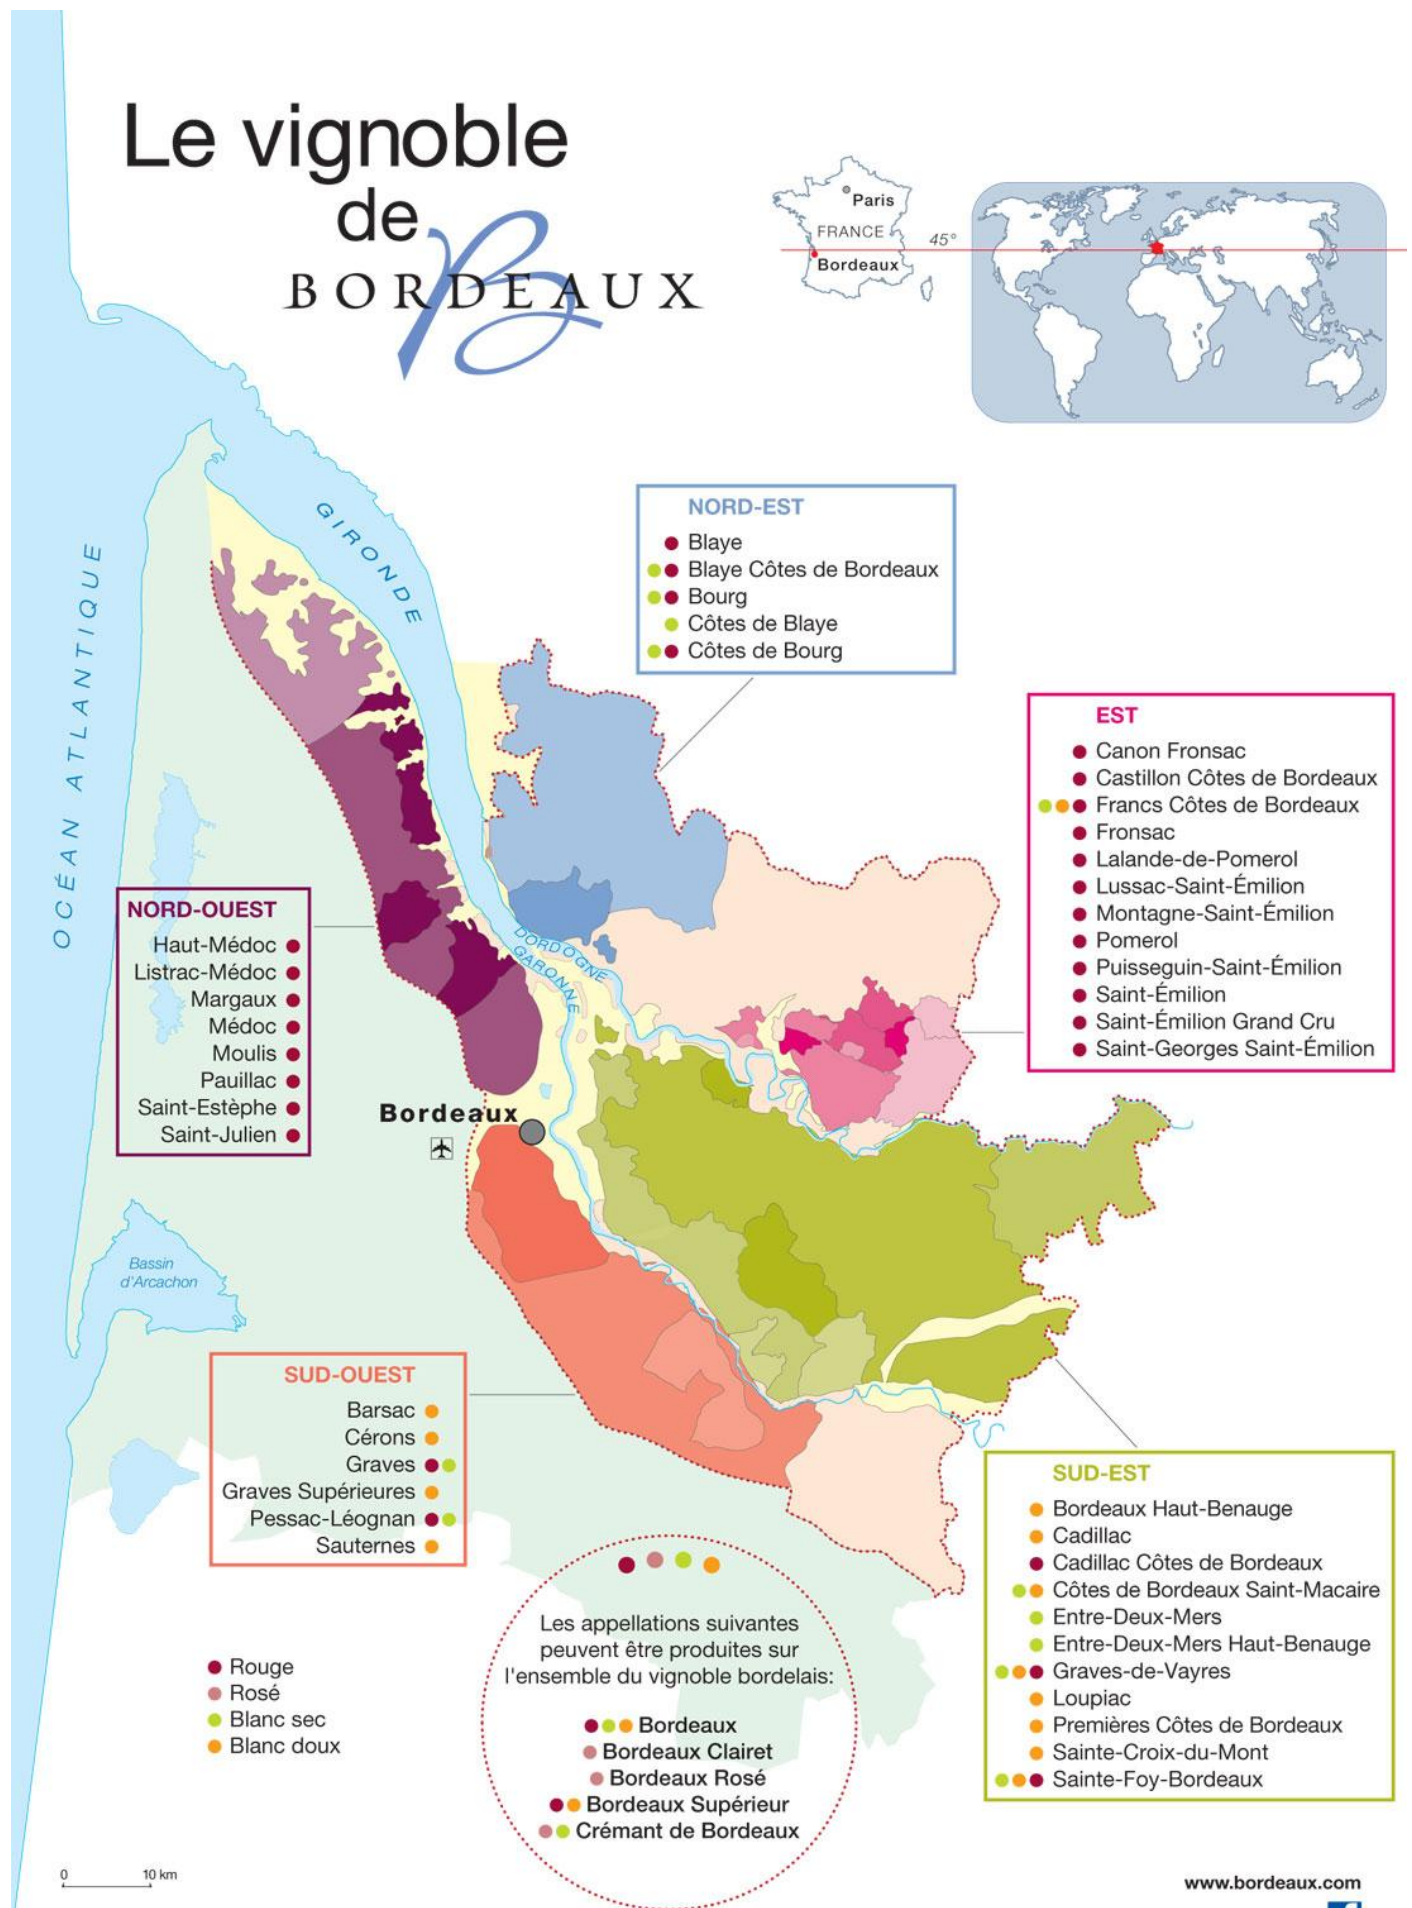 Le vignoble
de
BORDEAUX
Paris
FRANCE
45°
Bordeaux
GIRONDE
OCÉAN ATLANTIQUE
NORD-EST
Blaye
Blaye Côtes de Bordeaux
Bourg
Côtes de Blaye
Côtes de Bourg
EST
Canon Fronsac
Castillon Côtes de Bordeaux
Francs Côtes de Bordeaux
Fronsac
Lalande-de-Pomerol
Lussac-Saint-Émilion
Montagne-Saint-Émilion
Pomerol
Puisseguin-Saint-Émilion
Saint-Émilion
Saint-Émilion Grand Cru
Saint-Georges Saint-Émilion
NORD-OUEST
Haut-Médoc
Listrac-Médoc
Margaux
Médoc
Moulis
Pauillac
Saint-Estèphe
Saint-Julien
DORDOGNE
GARONNE
Bordeaux
Bassin
d'Arcachon
SUD-OUEST
Barsac
Cérons
Graves
Graves Supérieures
Pessac-Léognan
Sauternes
SUD-EST
Bordeaux Haut-Benauge
Cadillac
Cadillac Côtes de Bordeaux
Côtes de Bordeaux Saint-Macaire
Entre-Deux-Mers
Entre-Deux-Mers Haut-Benauge
Graves-de-Vayres
Loupiac
Premières Côtes de Bordeaux
Sainte-Croix-du-Mont
Sainte-Foy-Bordeaux
Les appellations suivantes
peuvent être produites sur
l'ensemble du vignoble bordelais:
Bordeaux
Bordeaux Clairet
Bordeaux Rosé
Bordeaux Supérieur
Crémant de Bordeaux
Rouge
Rosé
Blanc sec
Blanc doux
0 10 km
www.bordeaux.com